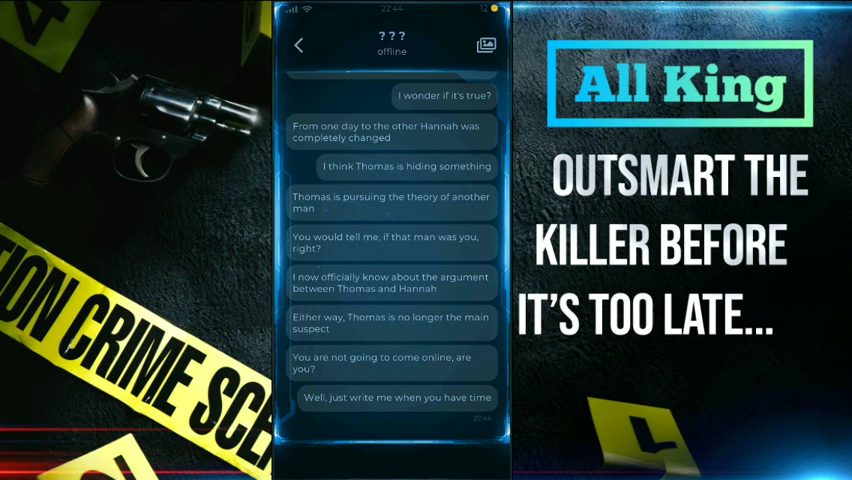 4
22:44
12
? ? ?
offline
I wonder if it's true?
From one day to the other Hannah was
completely changed
I think Thomas is hiding something
Thomas is pursuing the theory of another
man
You would tell me, if that man was you,
right?
I now officially know about the argument
between Thomas and Hannah
Either way, Thomas is no longer the main
suspect
You are not going to come online, are
you?
Well, just write me when you have time
22:44
TION CRIME SCE
All King
OUTSMART THE
KILLER BEFORE
IT'S TOO LATE...